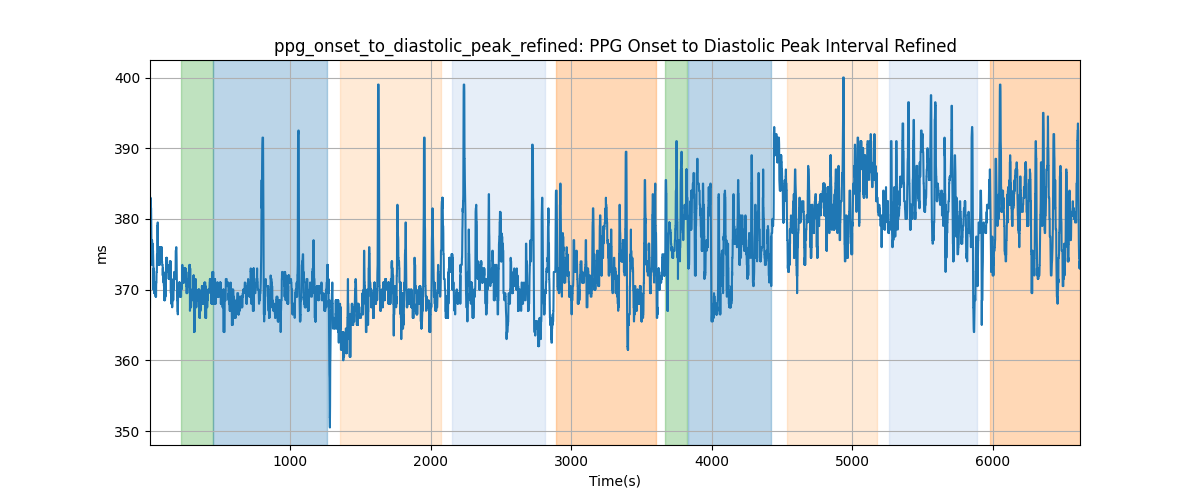 ppg_onset_to_diastolic_peak_refined: PPG Onset to Diastolic Peak Interval Refined
400
390
380
370
360
350
ms
1000 2000 3000 4000 5000 6000
Time(s)